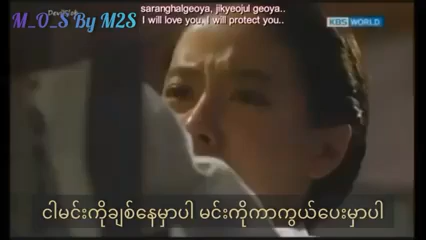 saranghalgeoya, jikyeojul geoya..
I will love you, I will protect you..
M_O_S By M2S
KBS WORLD
ငါမင်းကိုချစ်နေမှာပါ မင်းကိုကာကွယ်ပေးမှာပါ